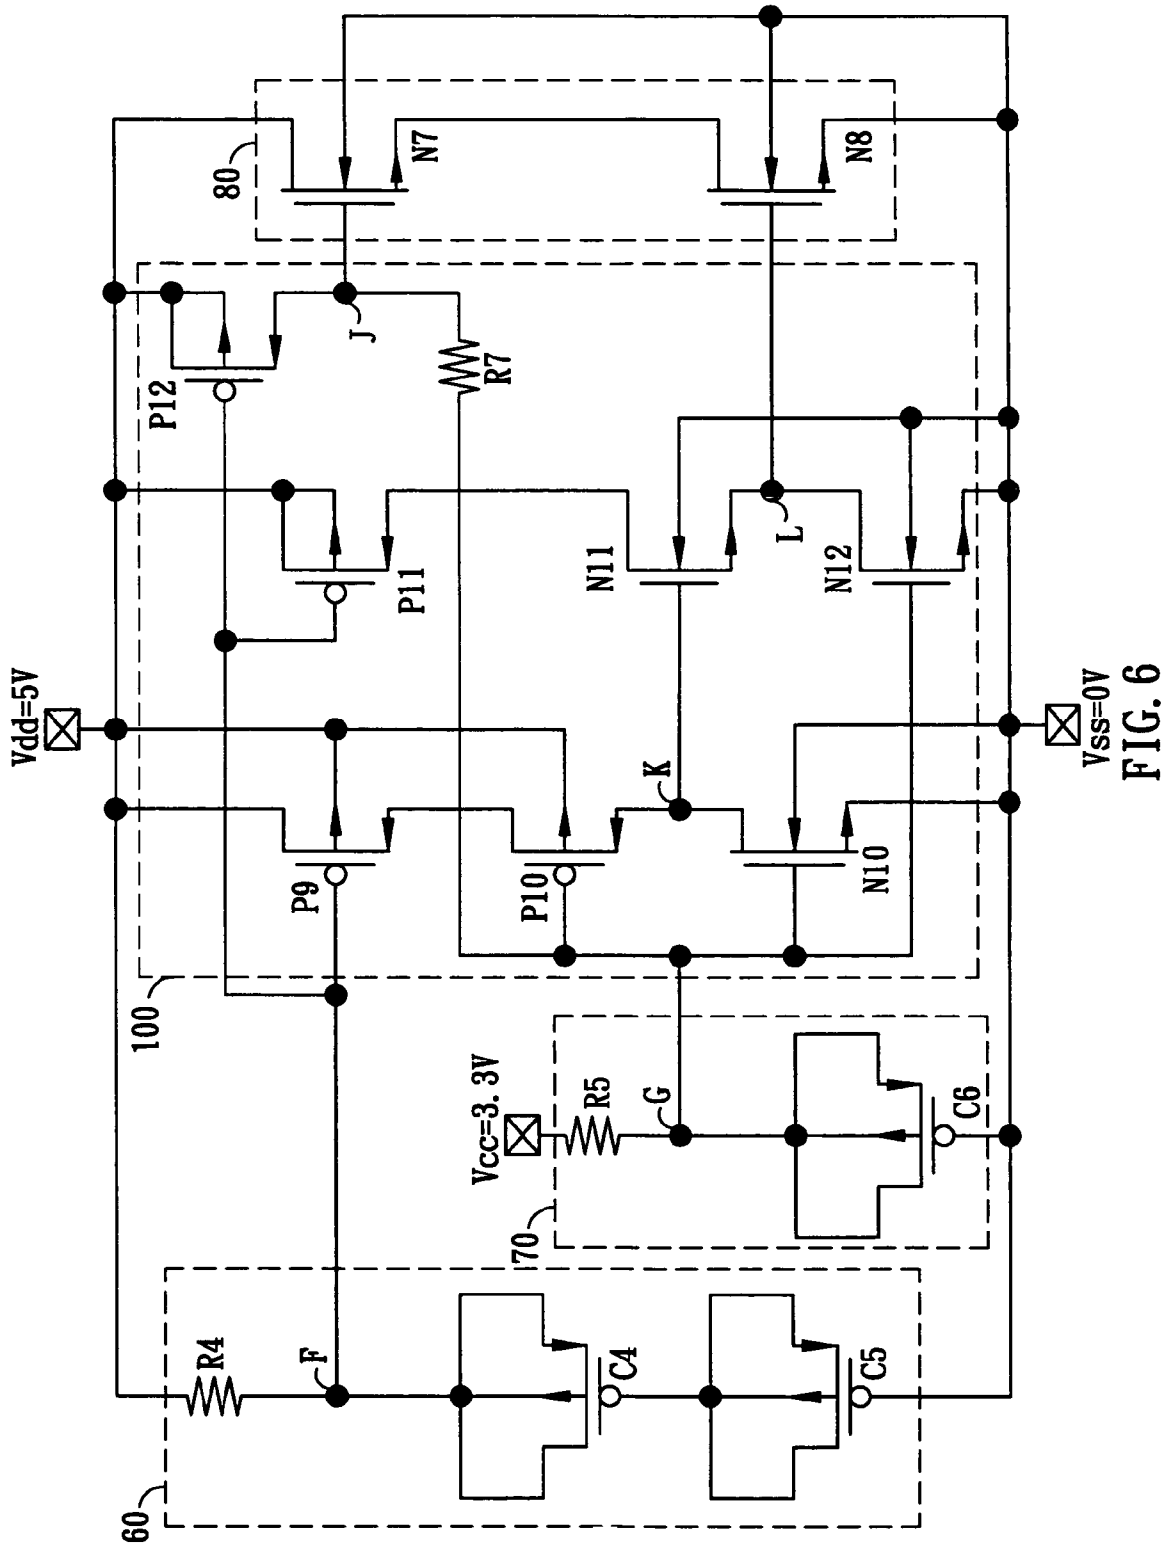 Vdd=5V
80
N7
N8
J
P12
R7
P11
N11
L
N12
K
P9
P10
N10
100
Vcc=3.3V
R5
G
C6
70
R4
F
C4
C5
60
Vss=0V
FIG. 6